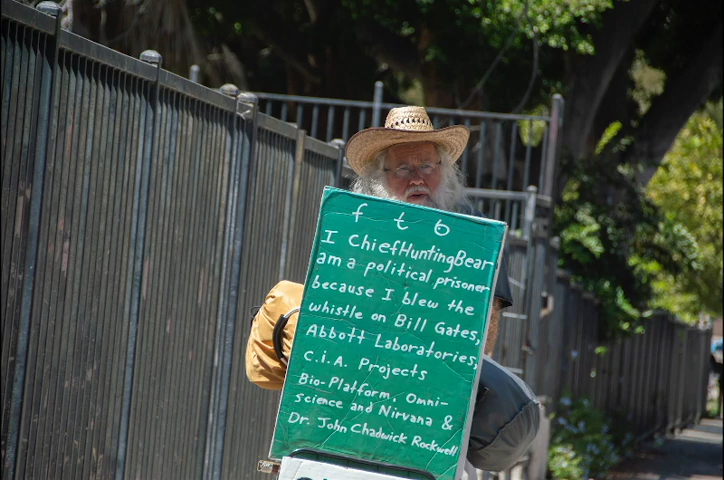 f t 6
I ChiefHuntingBear
am a political prisoner
because I blew the
whistle on Bill Gates,
Abbott Laboratories,
C.i.A. Projects
Bio-Platform, Omni-
science and Nirvana &
Dr. John Chadwick Rockwell